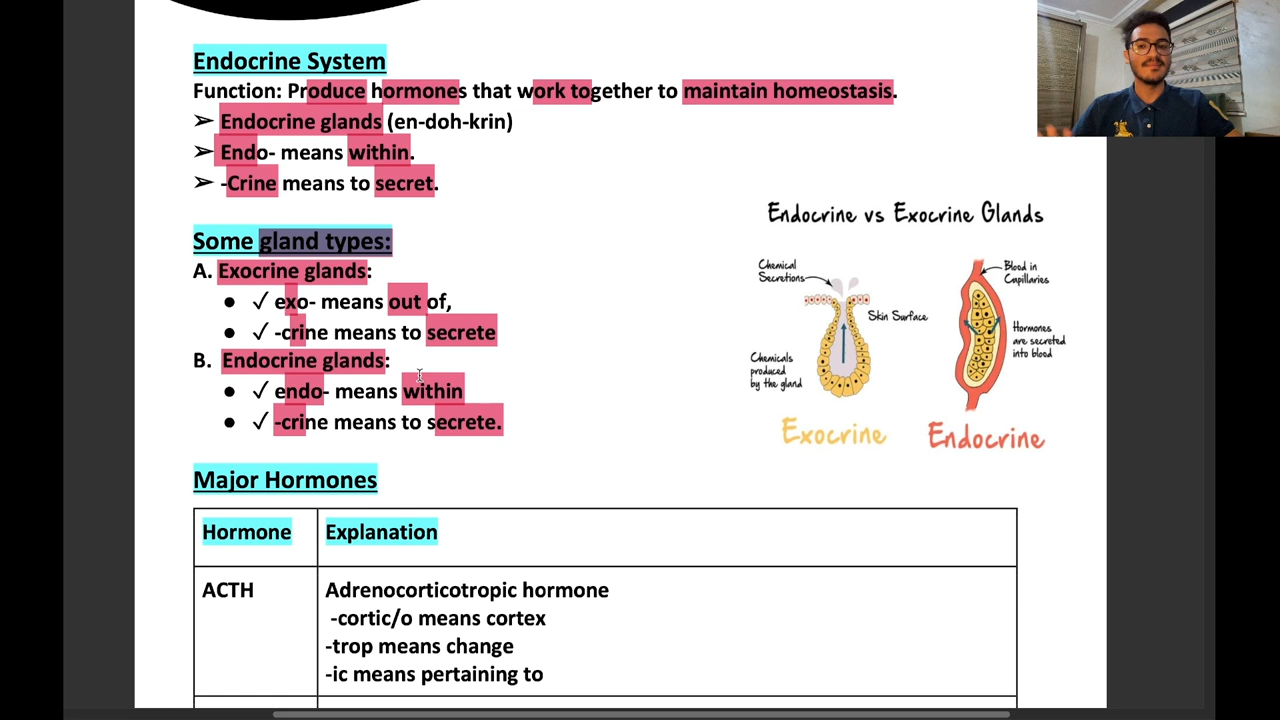 Endocrine System
Function: Produce hormones that work together to maintain homeostasis.
➢ Endocrine glands (en-doh-krin)
➢ Endo- means within.
➢ -Crine means to secret.
Some gland types:
A. Exocrine glands:
● ✓ exo- means out of,
● ✓ -crine means to secrete
B. Endocrine glands:
● ✓ endo- means within
● ✓ -crine means to secrete.
Endocrine vs Exocrine Glands
Chemical
Secretions
Skin Surface
Chemicals
produced
by the gland
Exocrine
Blood in
Capillaries
Hormones
are secreted
into blood
Endocrine
Major Hormones
Hormone Explanation
ACTH Adrenocorticotropic hormone
-cortic/o means cortex
-trop means change
-ic means pertaining to